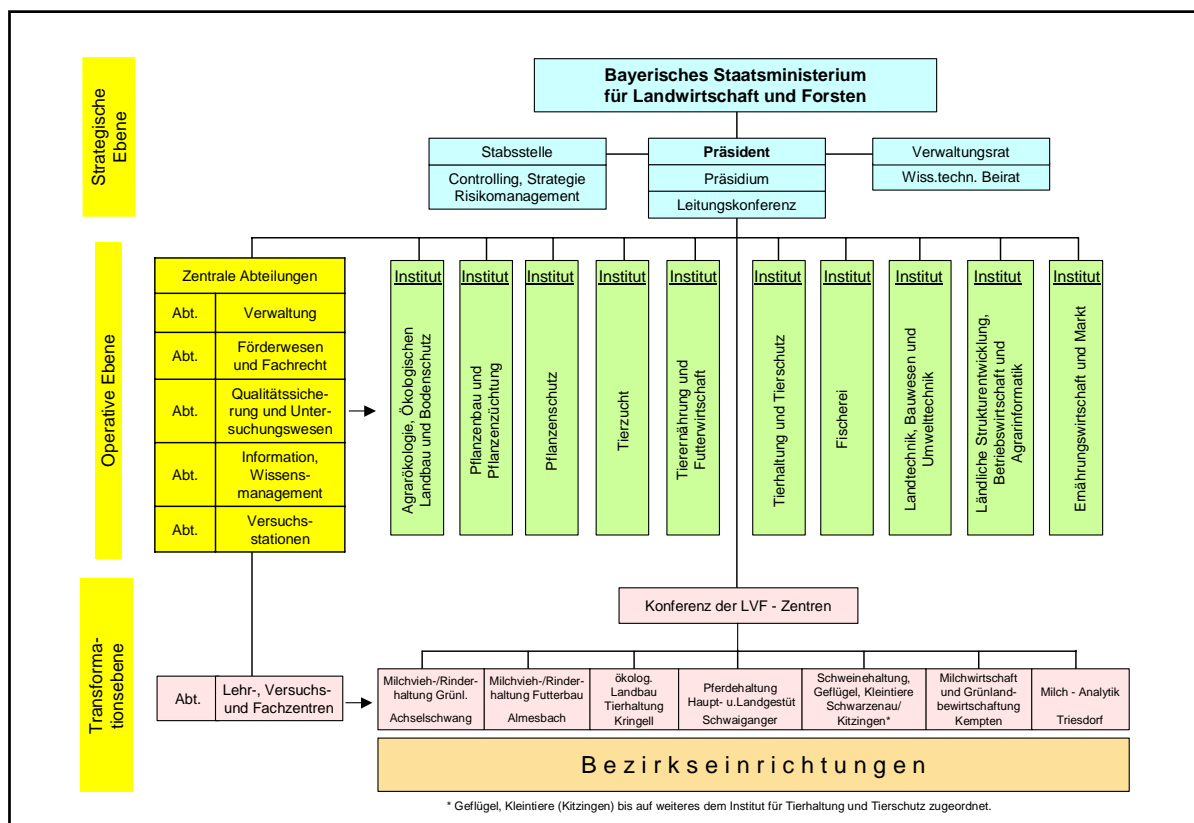 Strategische
Ebene
Bayerisches Staatsministerium
für Landwirtschaft und Forsten
Stabsstelle
Controlling, Strategie
Risikomanagement
Präsident
Präsidium
Leitungskonferenz
Verwaltungsrat
Wiss.techn. Beirat
Operative Ebene
Zentrale Abteilungen
Abt.
Verwaltung
Abt.
Förderwesen
und Fachrecht
Abt.
Qualitätssiche-
rung und Unter-
suchungswesen
Abt.
Information,
Wissens-
management
Abt.
Versuchs-
stationen
Institut
Agrarökologie, Ökologischen
Landbau und Bodenschutz
Institut
Pflanzenbau und
Pflanzenzüchtung
Institut
Pflanzenschutz
Institut
Tierzucht
Institut
Tierernährung und
Futterwirtschaft
Institut
Tierhaltung und Tierschutz
Institut
Fischerei
Institut
Landtechnik, Bauwesen und
Umwelttechnik
Institut
Ländliche Strukturentwicklung,
Betriebswirtschaft und
Agrarinformatik
Institut
Ernährungswirtschaft und Markt
Transforma-
tionsebene
Konferenz der LVF - Zentren
Abt.
Lehr-, Versuchs-
und Fachzentren
Milchvieh-/Rinder-
haltung Grünl.
Achselschwang
Milchvieh-/Rinder-
haltung Futterbau
Almesbach
ökolog.
Landbau
Tierhaltung
Kringell
Pferdehaltung
Haupt- u.Landgestüt
Schwaiganger
Schweinehaltung,
Geflügel, Kleintiere
Schwarzenau/
Kitzingen*
Milchwirtschaft
und Grünland-
bewirtschaftung
Kempten
Milch - Analytik
Triesdorf
Bezirkseinrichtungen
* Geflügel, Kleintiere (Kitzingen) bis auf weiteres dem Institut für Tierhaltung und Tierschutz zugeordnet.